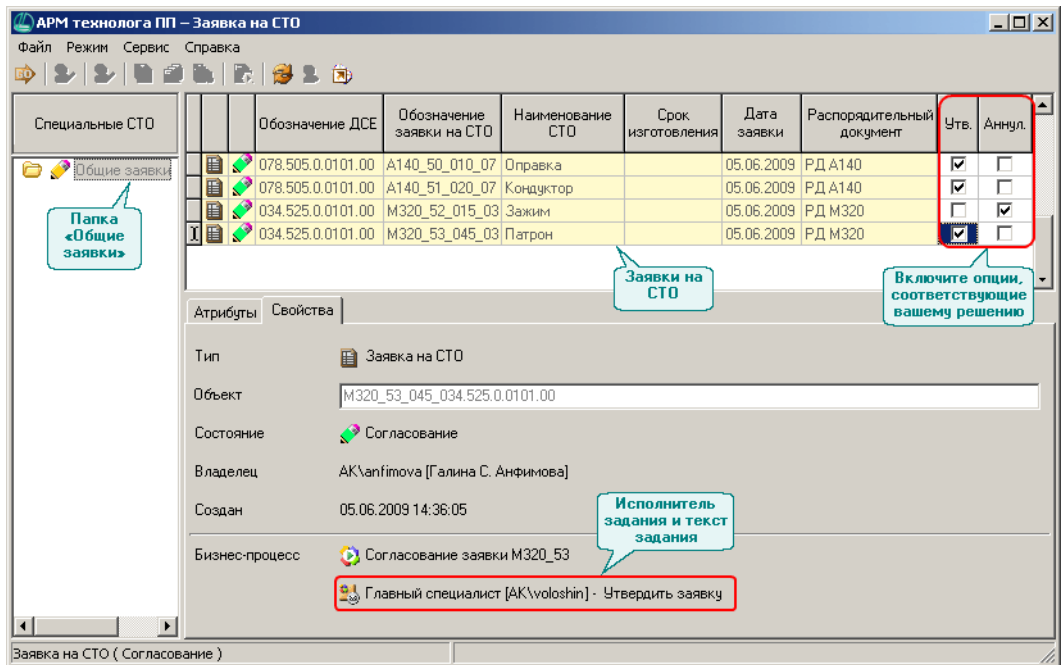 АРМ технолога ПП – Заявка на СТО
Файл Режим Сервис Справка
Специальные СТО
Обозначение ДСЕ
Обозначение заявки на СТО
Наименование СТО
Срок изготовления
Дата заявки
Распорядительный документ
Утв.
Аннул.
Общие заявки
078.505.0.0101.00 А140_50_010_07 Оправка 05.06.2009 РД А140
078.505.0.0101.00 А140_51_020_07 Кондуктор 05.06.2009 РД А140
034.525.0.0101.00 М320_52_015_03 Зажим 05.06.2009 РД М320
034.525.0.0101.00 М320_53_045_03 Патрон 05.06.2009 РД М320
Папка
«Общие
заявки»
Заявки на
СТО
Включите опции,
соответствующие
вашему решению
Атрибуты Свойства
Тип Заявка на СТО
Объект М320_53_045_034.525.0.0101.00
Состояние Согласование
Владелец AK\anfimova [Галина С. Анфимова]
Создан 05.06.2009 14:36:05
Исполнитель
задания и текст
задания
Бизнес-процесс Согласование заявки М320_53
Главный специалист [AK\voloshin] - Утвердить заявку
Заявка на СТО ( Согласование )